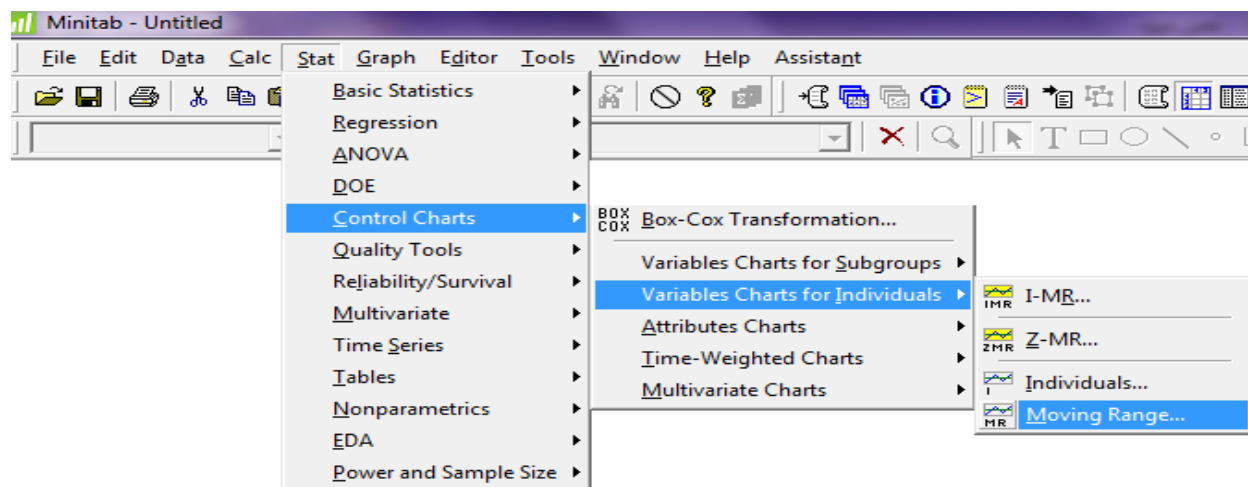 Minitab - Untitled
File Edit Data Calc Stat Graph Editor Tools Window Help Assistant
Basic Statistics
Regression
ANOVA
DOE
Control Charts
Quality Tools
Reliability/Survival
Multivariate
Time Series
Tables
Nonparametrics
EDA
Power and Sample Size
BOX COX Box-Cox Transformation...
Variables Charts for Subgroups
Variables Charts for Individuals
Attributes Charts
Time-Weighted Charts
Multivariate Charts
IMR I-MR...
ZMR Z-MR...
I Individuals...
MR Moving Range...